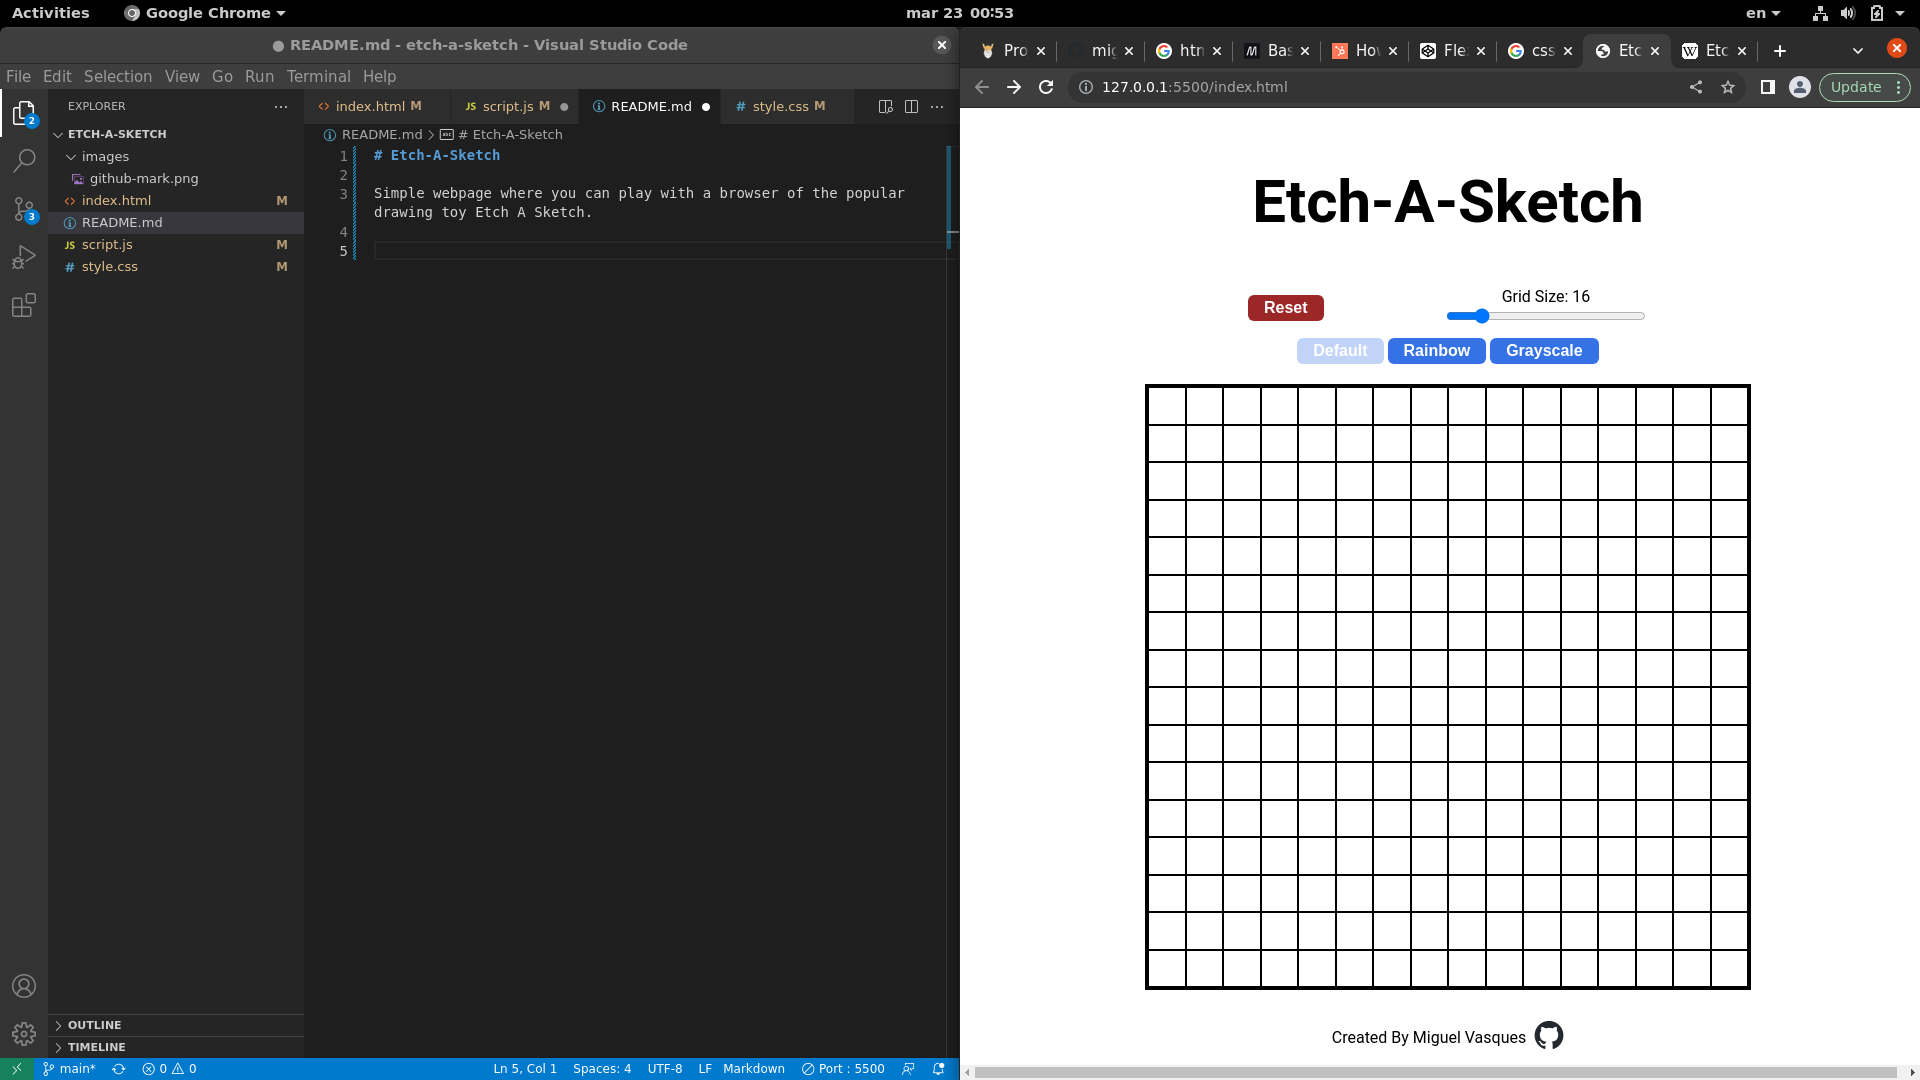 Activities
Google Chrome
mar 23 00:53
en
● README.md - etch-a-sketch - Visual Studio Code
File Edit Selection View Go Run Terminal Help
EXPLORER
ETCH-A-SKETCH
images
github-mark.png
index.html M
README.md
script.js M
style.css M
OUTLINE
TIMELINE
2
3
index.html M
JS script.js M
README.md
# style.css M
README.md > # Etch-A-Sketch
1 # Etch-A-Sketch
2
3 Simple webpage where you can play with a browser of the popular
drawing toy Etch A Sketch.
4
5
main* 0 0
Ln 5, Col 1 Spaces: 4 UTF-8 LF Markdown Port : 5500
Pro
mig
htm
Bas
Hov
Fle
css
Etc
Etc
127.0.0.1:5500/index.html
Update
Etch-A-Sketch
Reset
Grid Size: 16
Default Rainbow Grayscale
Created By Miguel Vasques